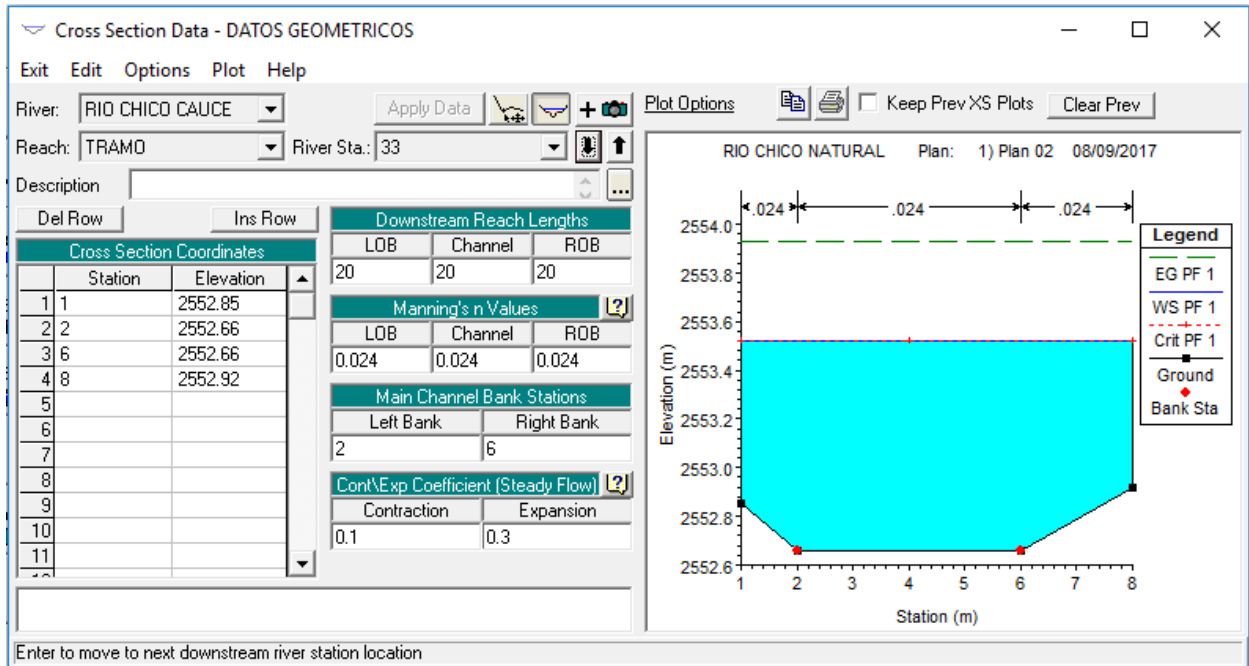 Cross Section Data - DATOS GEOMETRICOS
Exit Edit Options Plot Help
River: RIO CHICO CAUCE Apply Data + Plot Options Keep Prev XS Plots Clear Prev
Reach: TRAMO River Sta.: 33
Description ...
Del Row Ins Row
Cross Section Coordinates
Station Elevation
1 1 2552.85
2 2 2552.66
3 6 2552.66
4 8 2552.92
5
6
7
8
9
10
11
Downstream Reach Lengths
LOB Channel ROB
20 20 20
Manning's n Values ?
LOB Channel ROB
0.024 0.024 0.024
Main Channel Bank Stations
Left Bank Right Bank
2 6
Cont\Exp Coefficient (Steady Flow) ?
Contraction Expansion
0.1 0.3
RIO CHICO NATURAL Plan: 1) Plan 02 08/09/2017
.024 .024 .024
2554.0
2553.8
2553.6
2553.4
2553.2
2553.0
2552.8
2552.6
Elevation (m)
1 2 3 4 5 6 7 8
Station (m)
Legend
EG PF 1
WS PF 1
Crit PF 1
Ground
Bank Sta
Enter to move to next downstream river station location